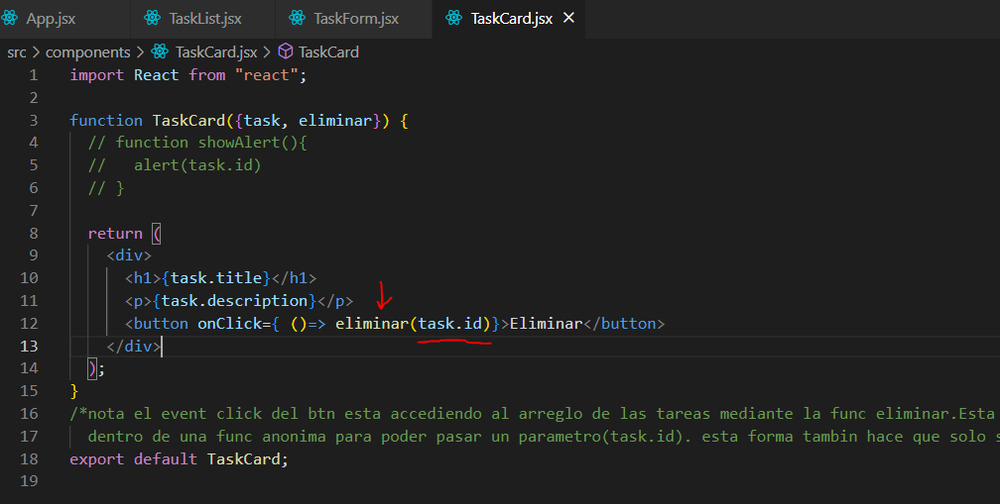 App.jsx TaskList.jsx TaskForm.jsx TaskCard.jsx ×
src > components > TaskCard.jsx > TaskCard
1 import React from "react";
2
3 function TaskCard({task, eliminar}) {
4 // function showAlert(){
5 //   alert(task.id)
6 // }
7
8 return (
9 <div>
10 <h1>{task.title}</h1>
11 <p>{task.description}</p>
12 <button onClick={ ()=> eliminar(task.id)}>Eliminar</button>
13 </div>
14 );
15 }
16 /*nota el event click del btn esta accediendo al arreglo de las tareas mediante la func eliminar.Esta
17 dentro de una func anonima para poder pasar un parametro(task.id). esta forma tambin hace que solo s
18 export default TaskCard;
19